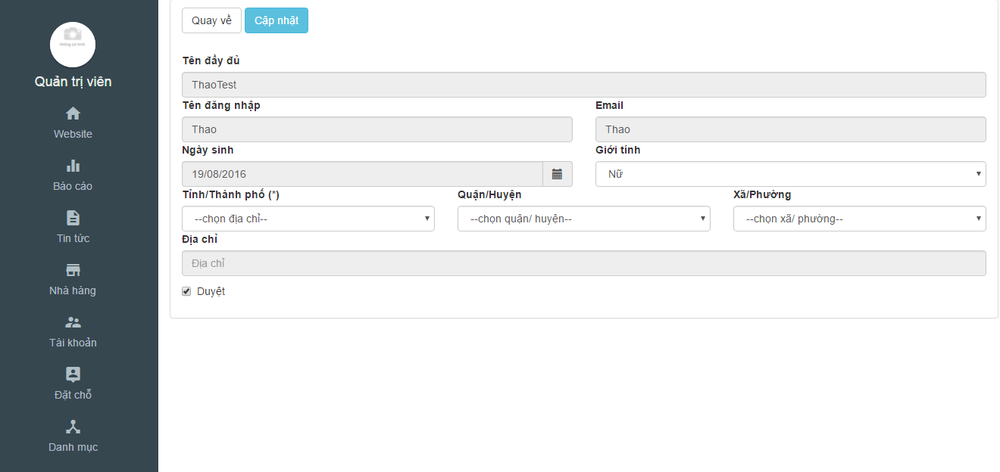 không có hình
Quản trị viên
Website
Báo cáo
Tin tức
Nhà hàng
Tài khoản
Đặt chỗ
Danh mục
Quay về Cập nhật
Tên đầy đủ
ThaoTest
Tên đăng nhập Email
Thao Thao
Ngày sinh Giới tính
19/08/2016 Nữ
Tỉnh/Thành phố (*) Quận/Huyện Xã/Phường
--chọn địa chỉ-- --chọn quận/ huyện-- --chọn xã/ phường--
Địa chỉ
Địa chỉ
Duyệt